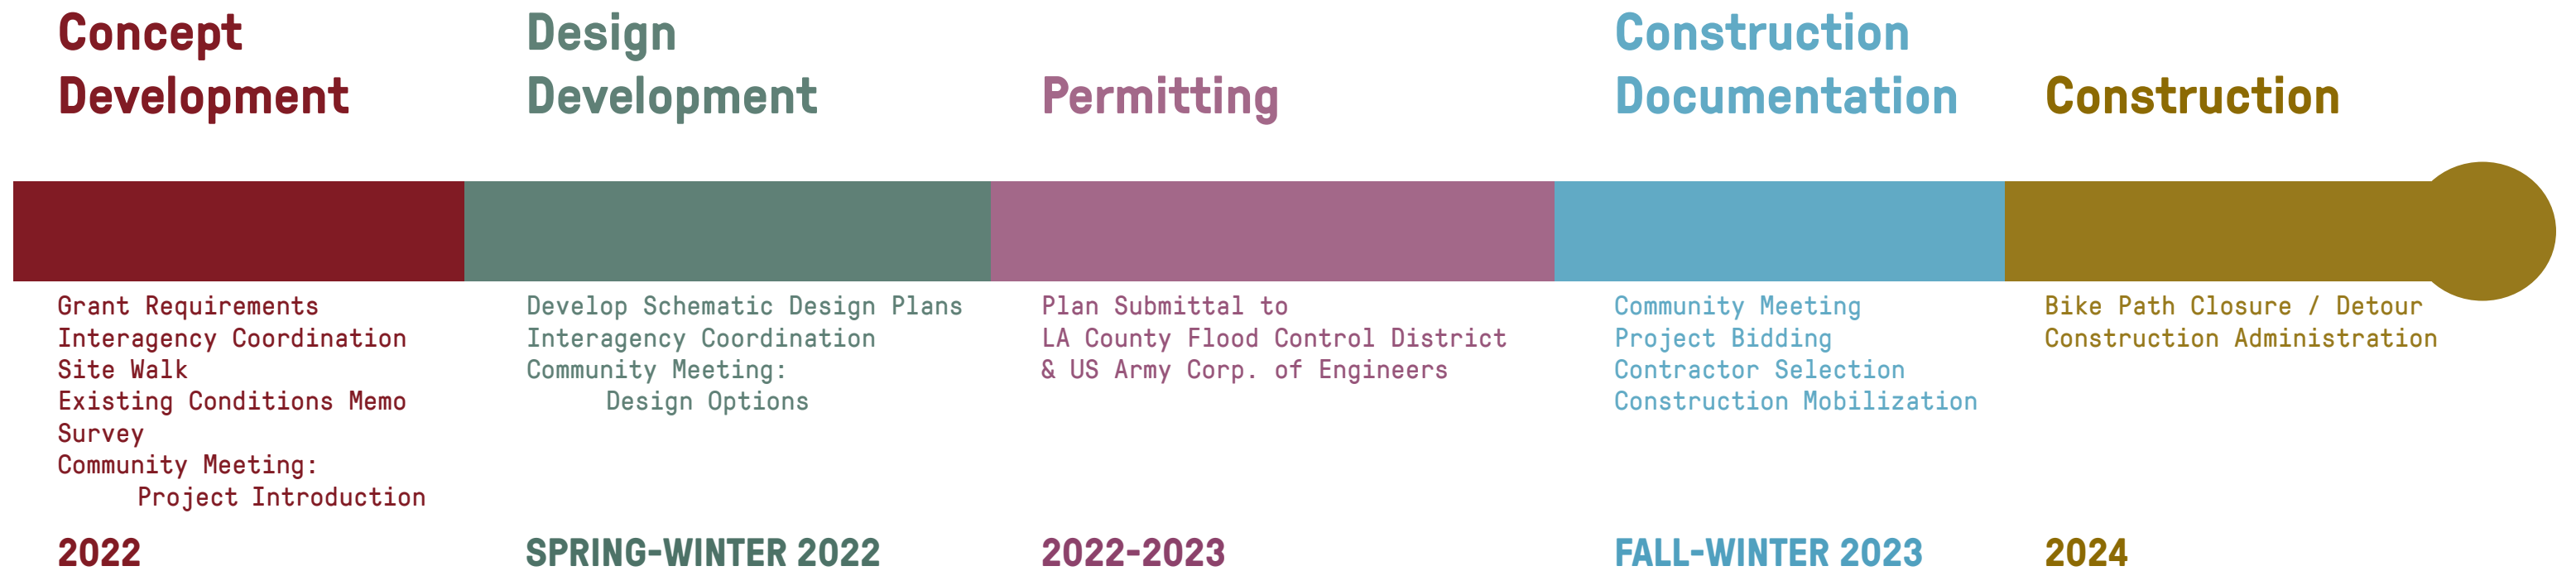 Concept
Development
Design
Development
Permitting
Construction
Documentation
Construction
Grant Requirements
Interagency Coordination
Site Walk
Existing Conditions Memo
Survey
Community Meeting:
Project Introduction
2022
Develop Schematic Design Plans
Interagency Coordination
Community Meeting:
Design Options
SPRING-WINTER 2022
Plan Submittal to
LA County Flood Control District
& US Army Corp. of Engineers
2022-2023
Community Meeting
Project Bidding
Contractor Selection
Construction Mobilization
FALL-WINTER 2023
Bike Path Closure / Detour
Construction Administration
2024